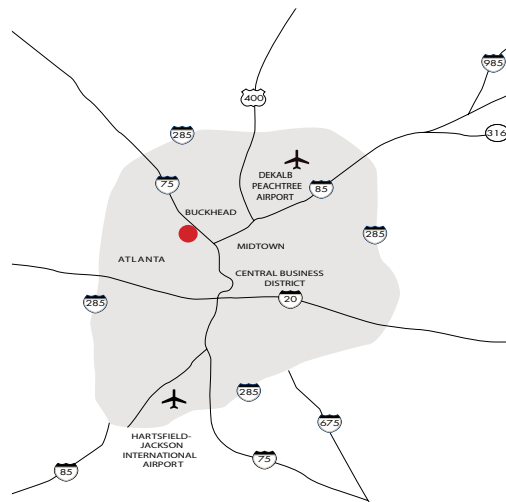 985
400
316
285
DEKALB
PEACHTREE
AIRPORT
75
85
BUCKHEAD
285
MIDTOWN
ATLANTA
CENTRAL BUSINESS
DISTRICT
285
20
285
675
HARTSFIELD-
JACKSON
INTERNATIONAL
AIRPORT
75
85